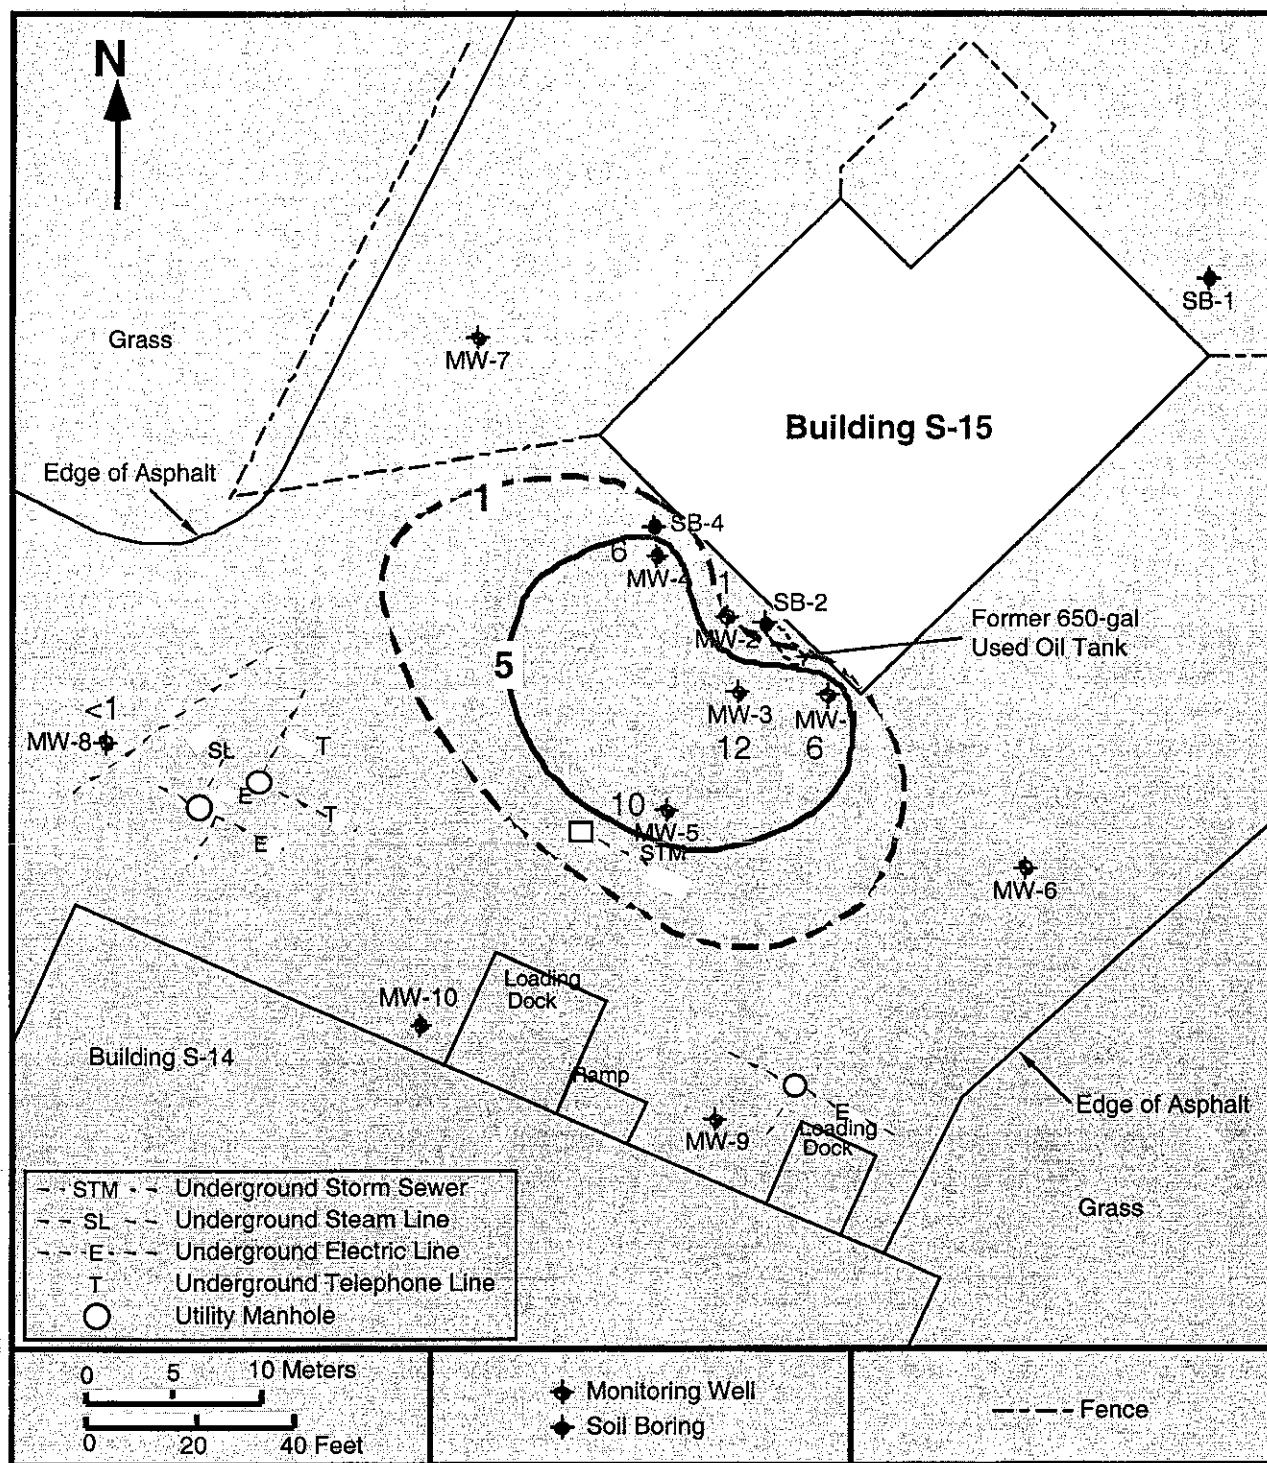 N
SB-1
Grass
MW-7
Building S-15
Edge of Asphalt
1
SB-4
6
MW-4
1
SB-2
MW-2
Former 650-gal
Used Oil Tank
5
<1
MW-8
MW-3
MW-
12
6
SL
T
E
T
E
10
MW-5
STM
MW-6
Loading
Dock
MW-10
Building S-14
Ramp
E
Edge of Asphalt
MW-9
Loading
Dock
STM Underground Storm Sewer
SL Underground Steam Line
E Underground Electric Line
T Underground Telephone Line
Utility Manhole
Grass
0 5 10 Meters
0 20 40 Feet
Monitoring Well
Soil Boring
Fence